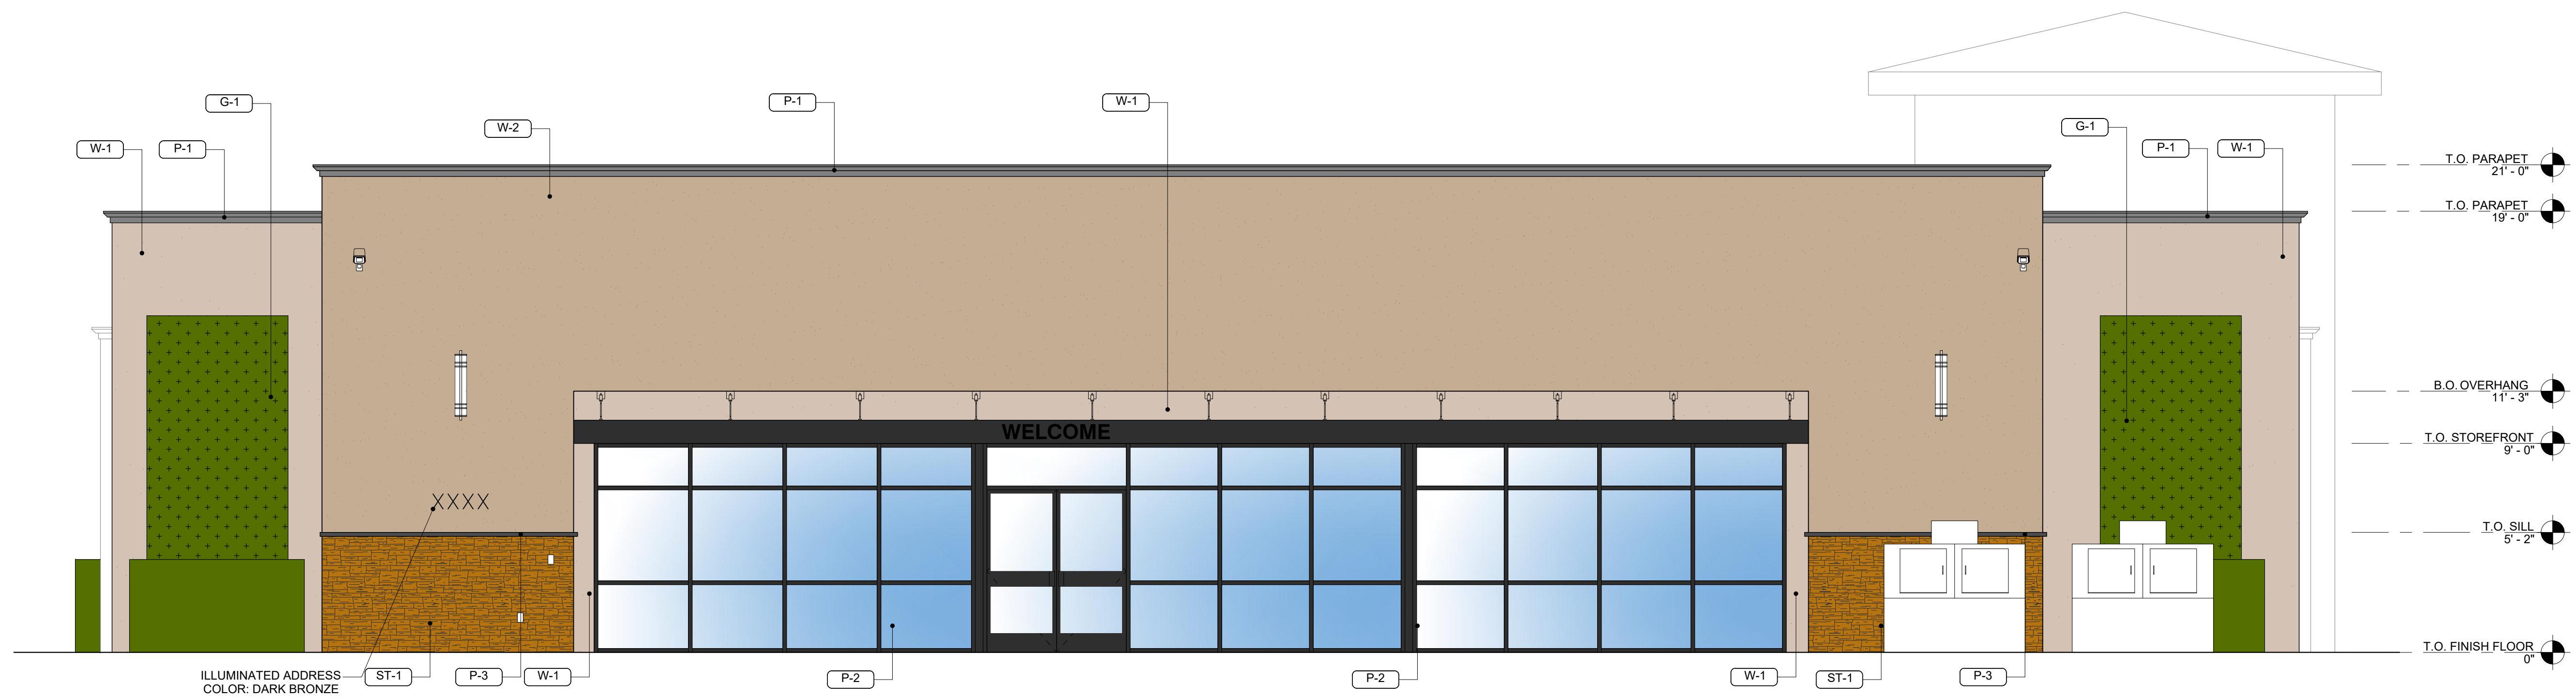 G-1
P-1
W-1
G-1
W-2
W-1
P-1
P-1
W-1
T.O. PARAPET
21' - 0"
T.O. PARAPET
19' - 0"
B.O. OVERHANG
11' - 3"
WELCOME
T.O. STOREFRONT
9' - 0"
XXXX
T.O. SILL
5' - 2"
T.O. FINISH FLOOR
0"
ILLUMINATED ADDRESS
COLOR: DARK BRONZE
ST-1
P-3
W-1
P-2
P-2
W-1
ST-1
P-3